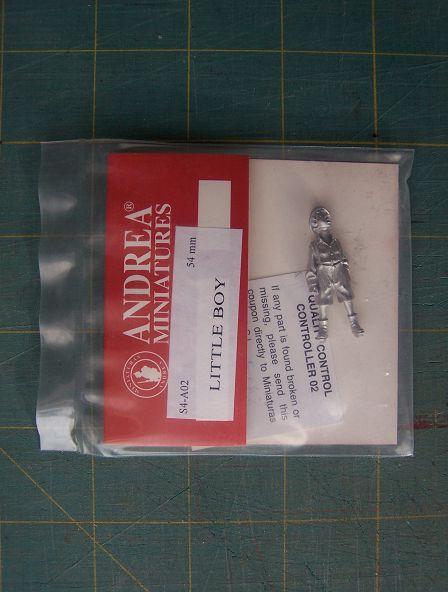 ANDREA®
MINIATURES
54 mm
LITTLE BOY
S4-A02
QUALITY CONTROL
CONTROLLER 02
If any part is found broken or
missing, please send this
coupon directly to Miniaturas